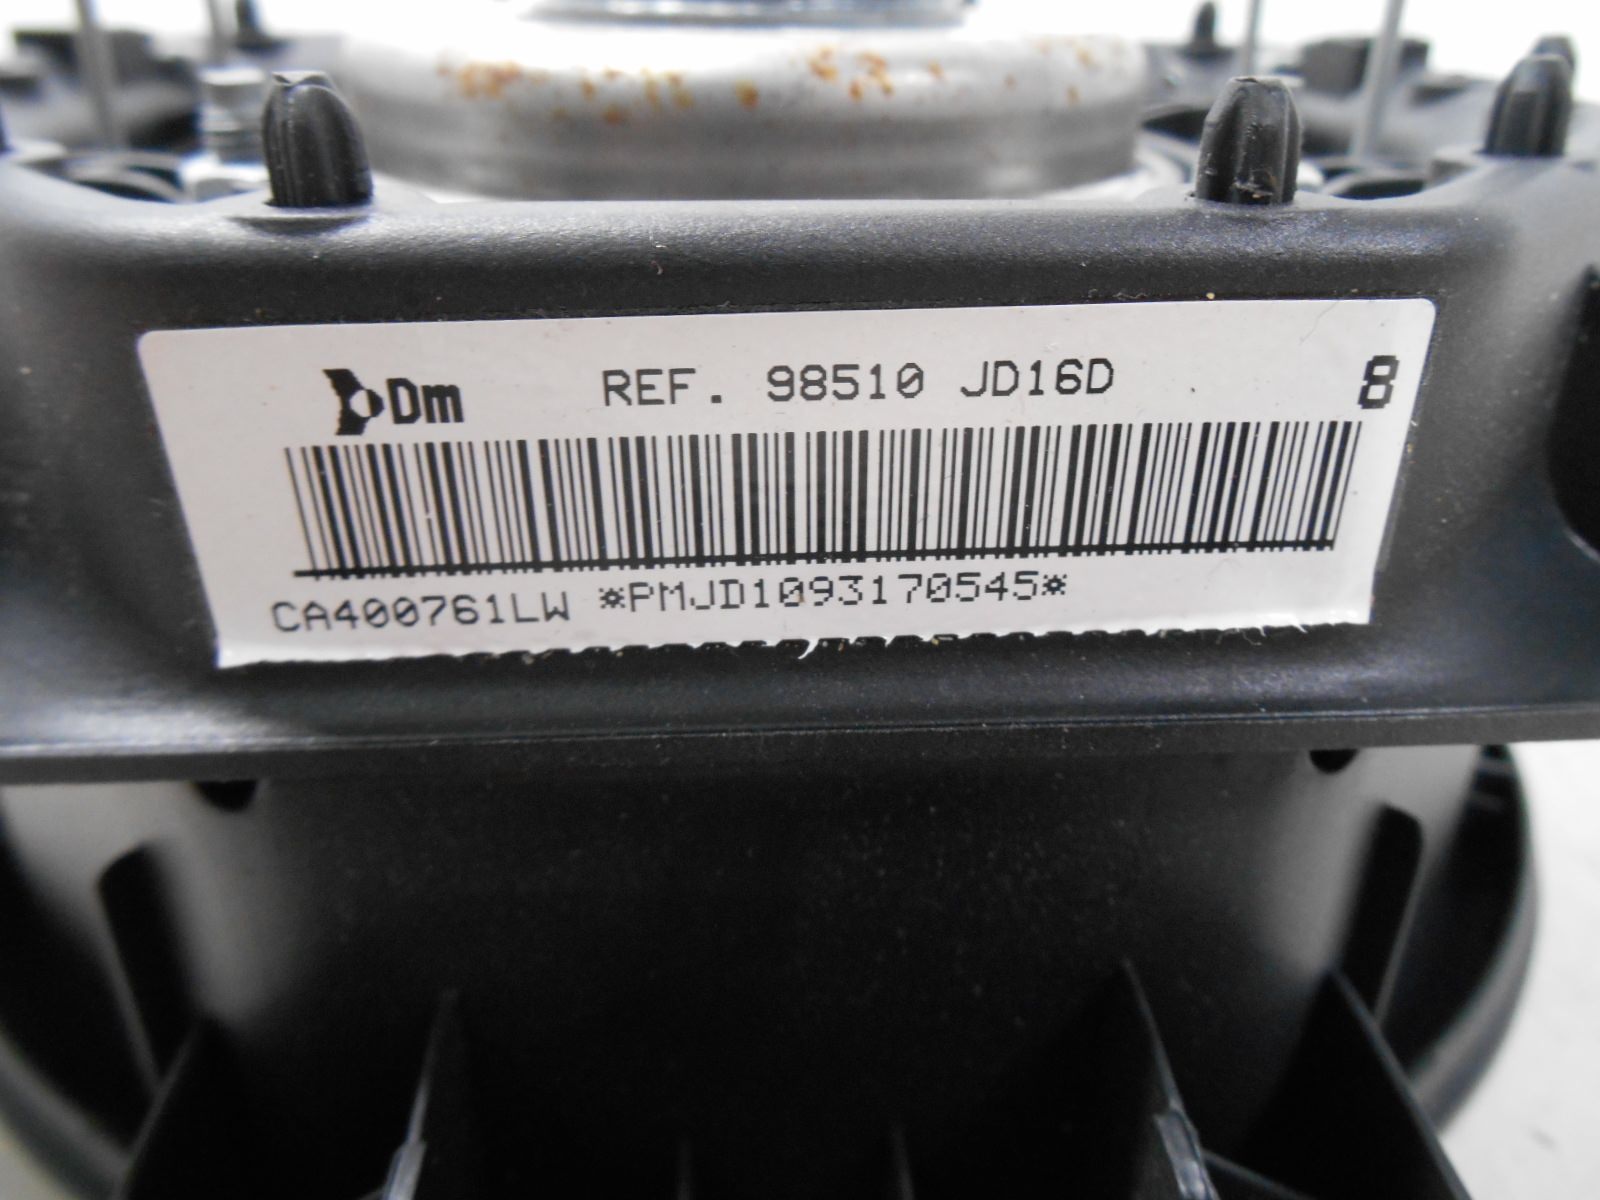 Dm REF. 98510 JD16D 8
CA400761LW *PMJD1093170545*